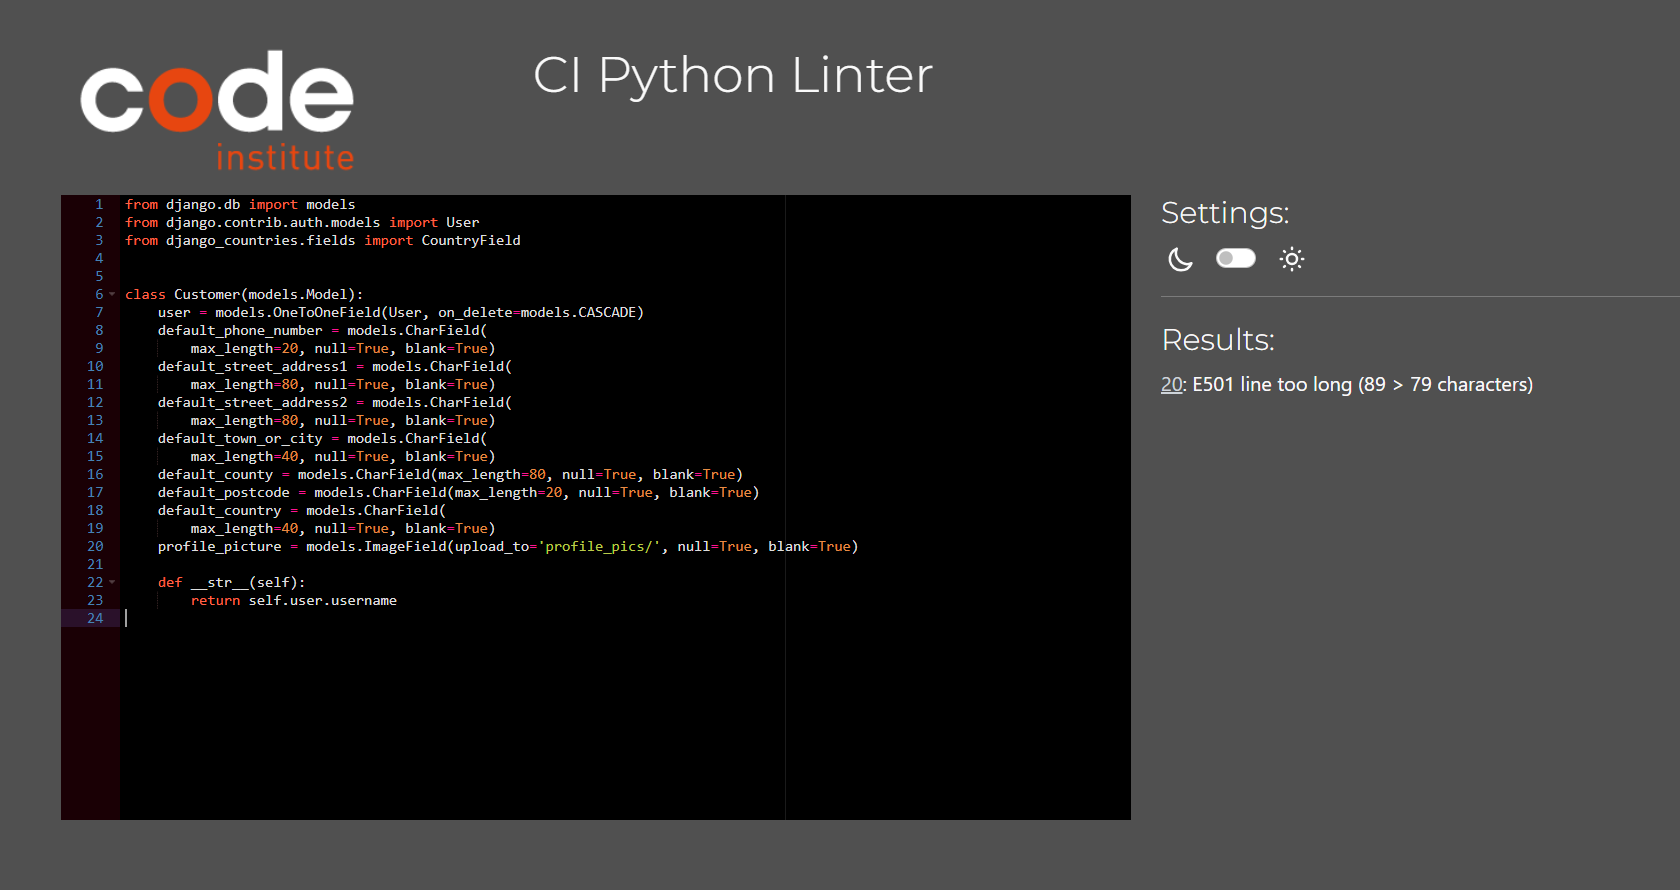 code
institute
CI Python Linter
1 from django.db import models
2 from django.contrib.auth.models import User
3 from django_countries.fields import CountryField
4
5
6 class Customer(models.Model):
7     user = models.OneToOneField(User, on_delete=models.CASCADE)
8     default_phone_number = models.CharField(
9         max_length=20, null=True, blank=True)
10     default_street_address1 = models.CharField(
11         max_length=80, null=True, blank=True)
12     default_street_address2 = models.CharField(
13         max_length=80, null=True, blank=True)
14     default_town_or_city = models.CharField(
15         max_length=40, null=True, blank=True)
16     default_county = models.CharField(max_length=80, null=True, blank=True)
17     default_postcode = models.CharField(max_length=20, null=True, blank=True)
18     default_country = models.CharField(
19         max_length=40, null=True, blank=True)
20     profile_picture = models.ImageField(upload_to='profile_pics/', null=True, blank=True)
21
22     def __str__(self):
23         return self.user.username
24
Settings:
Results:
20: E501 line too long (89 > 79 characters)